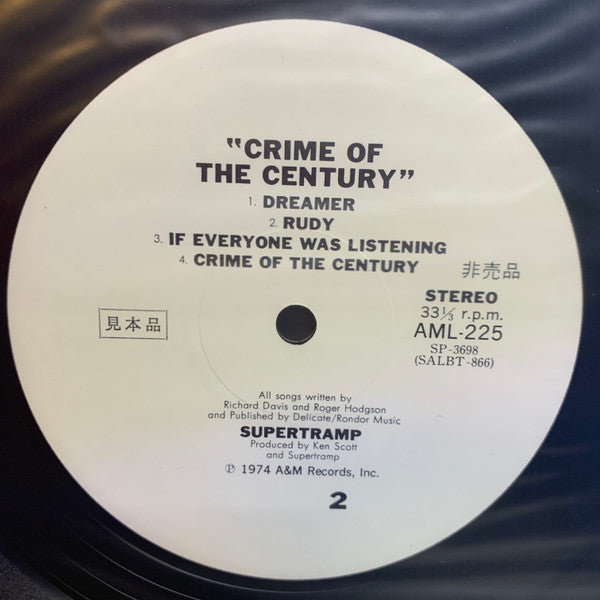 "CRIME OF
THE CENTURY"
1. DREAMER
2. RUDY
3. IF EVERYONE WAS LISTENING
4. CRIME OF THE CENTURY
非売品
見本品
STEREO
33⅓ r.p.m.
AML-225
SP-3698
(SALBT-866)
All songs written by
Richard Davis and Roger Hodgson
and Published by Delicate/Rondor Music
SUPERTRAMP
Produced by Ken Scott
and Supertramp
℗ 1974 A&M Records, Inc.
2